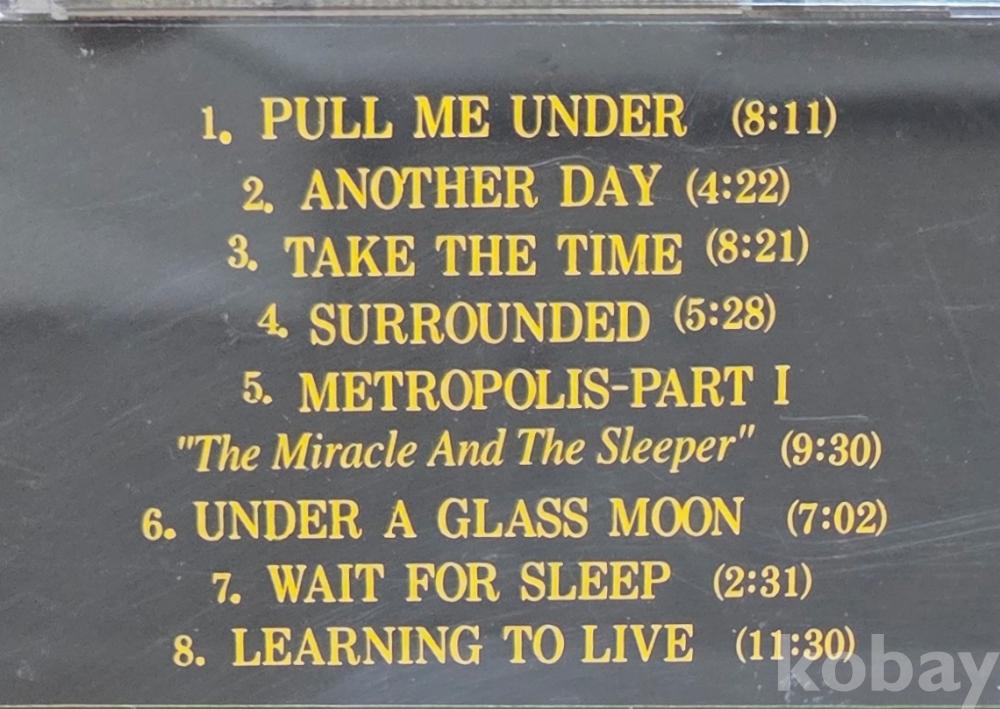 1. PULL ME UNDER (8:11)
2. ANOTHER DAY (4:22)
3. TAKE THE TIME (8:21)
4. SURROUNDED (5:28)
5. METROPOLIS-PART I
"The Miracle And The Sleeper" (9:30)
6. UNDER A GLASS MOON (7:02)
7. WAIT FOR SLEEP (2:31)
8. LEARNING TO LIVE (11:30)
kobay.